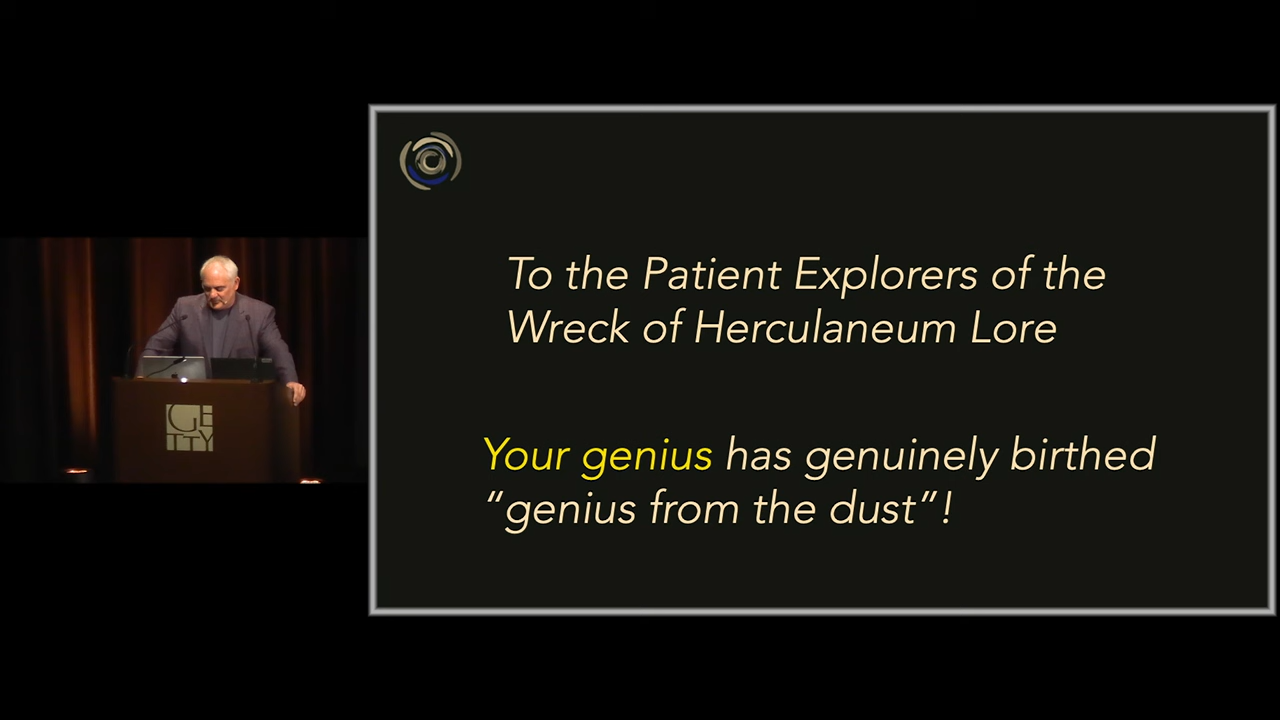 GETTY
To the Patient Explorers of the
Wreck of Herculaneum Lore
Your genius has genuinely birthed
“genius from the dust”!